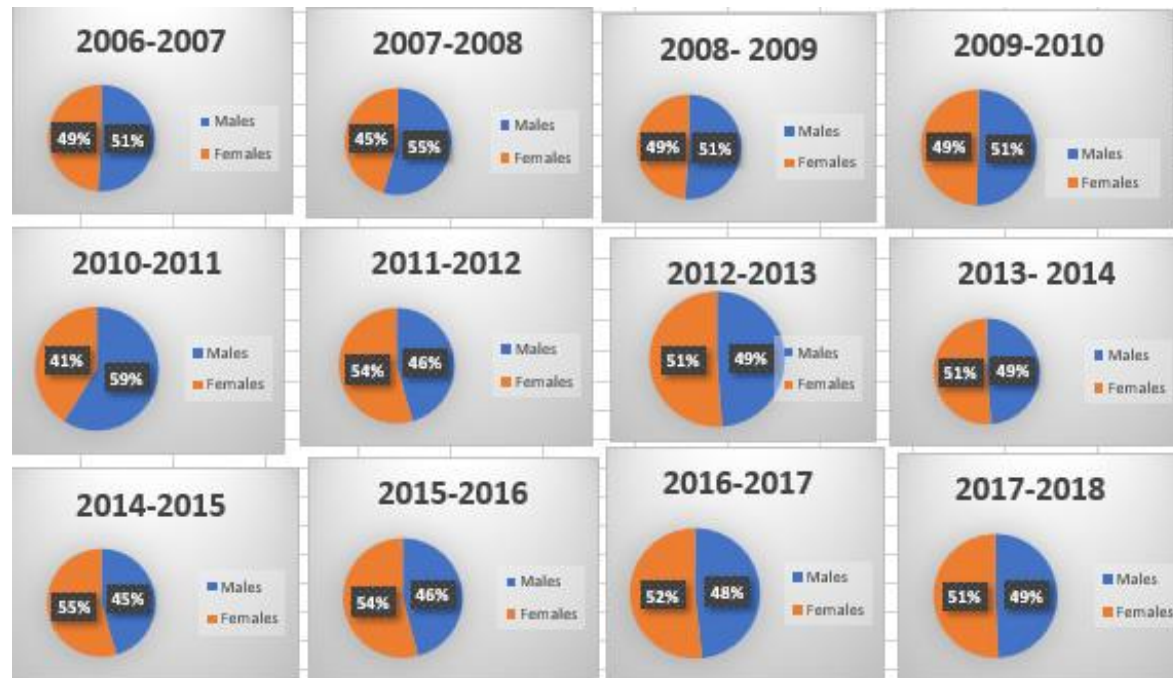 2006-2007
49% 51%
Males
Females
2007-2008
45% 55%
Males
Females
2008- 2009
49% 51%
Males
Females
2009-2010
49% 51%
Males
Females
2010-2011
41% 59%
Males
Females
2011-2012
54% 46%
Males
Females
2012-2013
51% 49%
Males
Females
2013- 2014
51% 49%
Males
Females
2014-2015
55% 45%
Males
Females
2015-2016
54% 46%
Males
Females
2016-2017
52% 48%
Males
Females
2017-2018
51% 49%
Males
Females